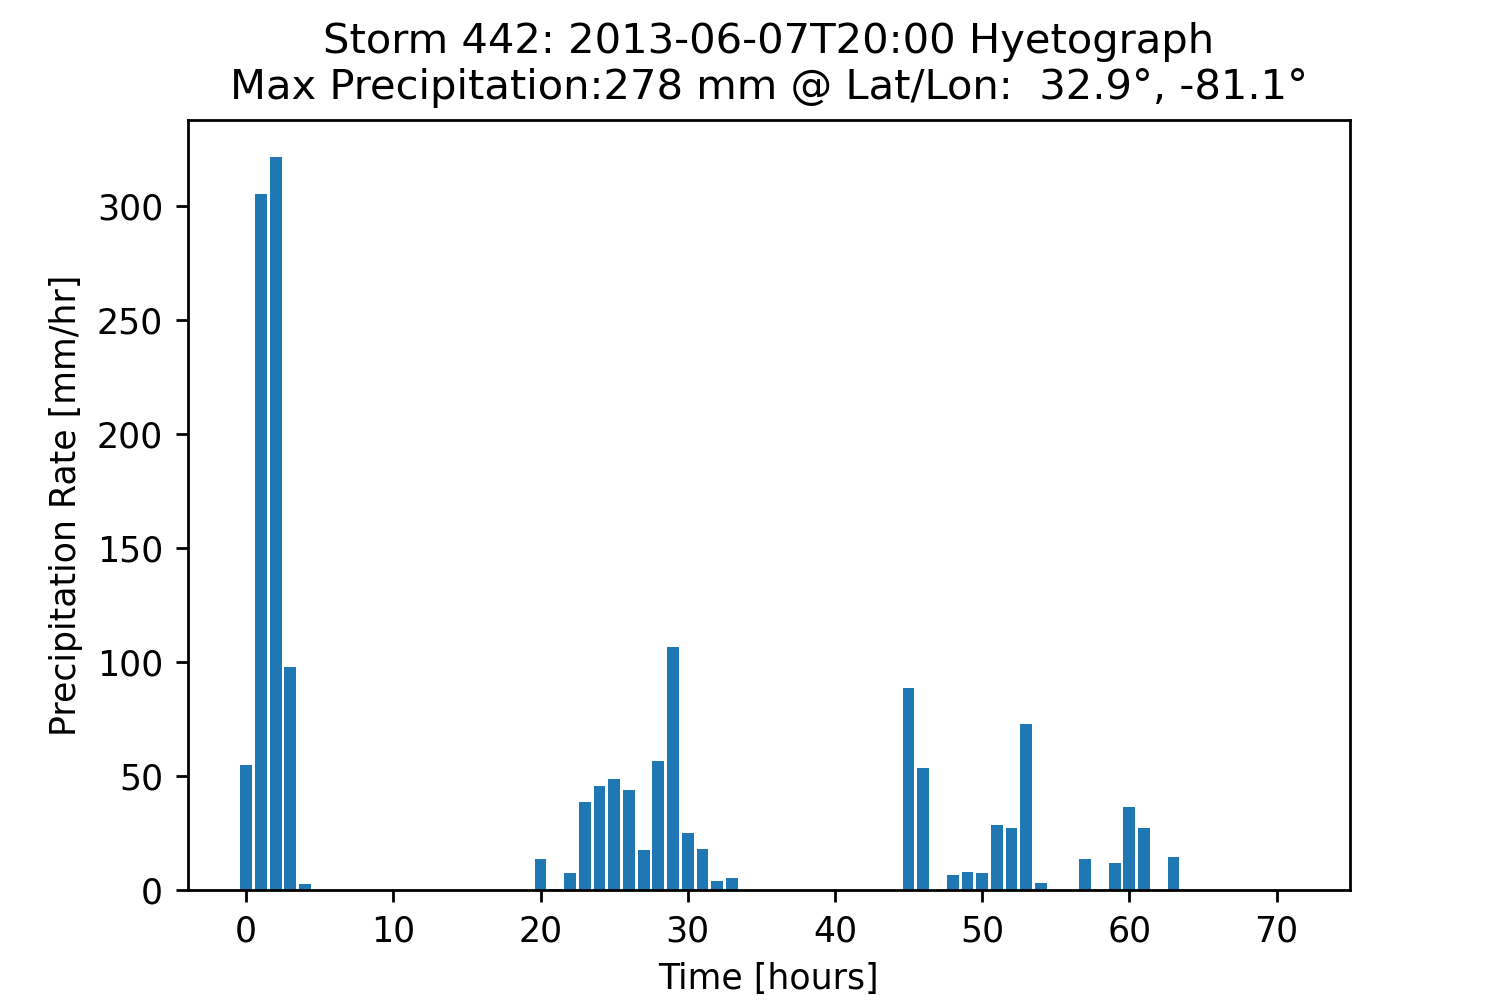 Storm 442: 2013-06-07T20:00 Hyetograph
Max Precipitation:278 mm @ Lat/Lon:  32.9°, -81.1°
Precipitation Rate [mm/hr]
300
250
200
150
100
50
0
0 10 20 30 40 50 60 70
Time [hours]